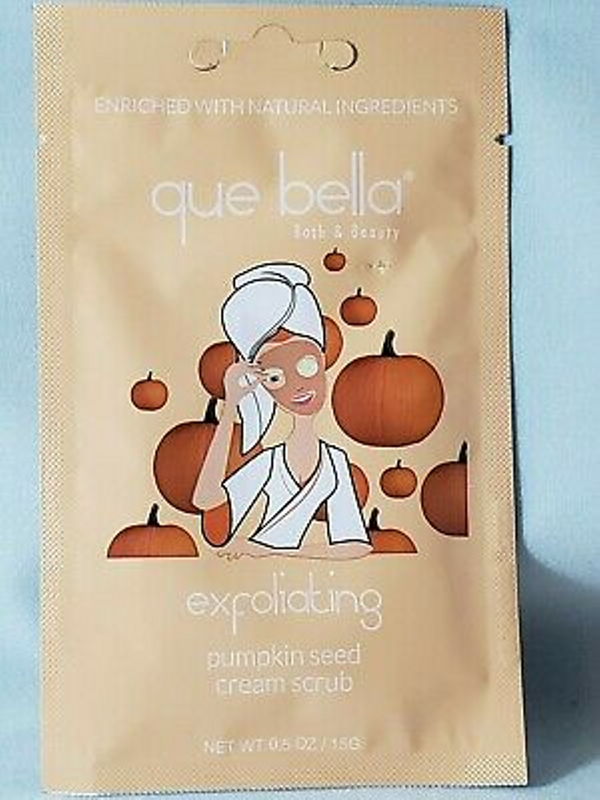 ENRICHED WITH NATURAL INGREDIENTS
que bella®
Bath & Beauty
exfoliating
pumpkin seed
cream scrub
NET WT 0.5 OZ / 15G